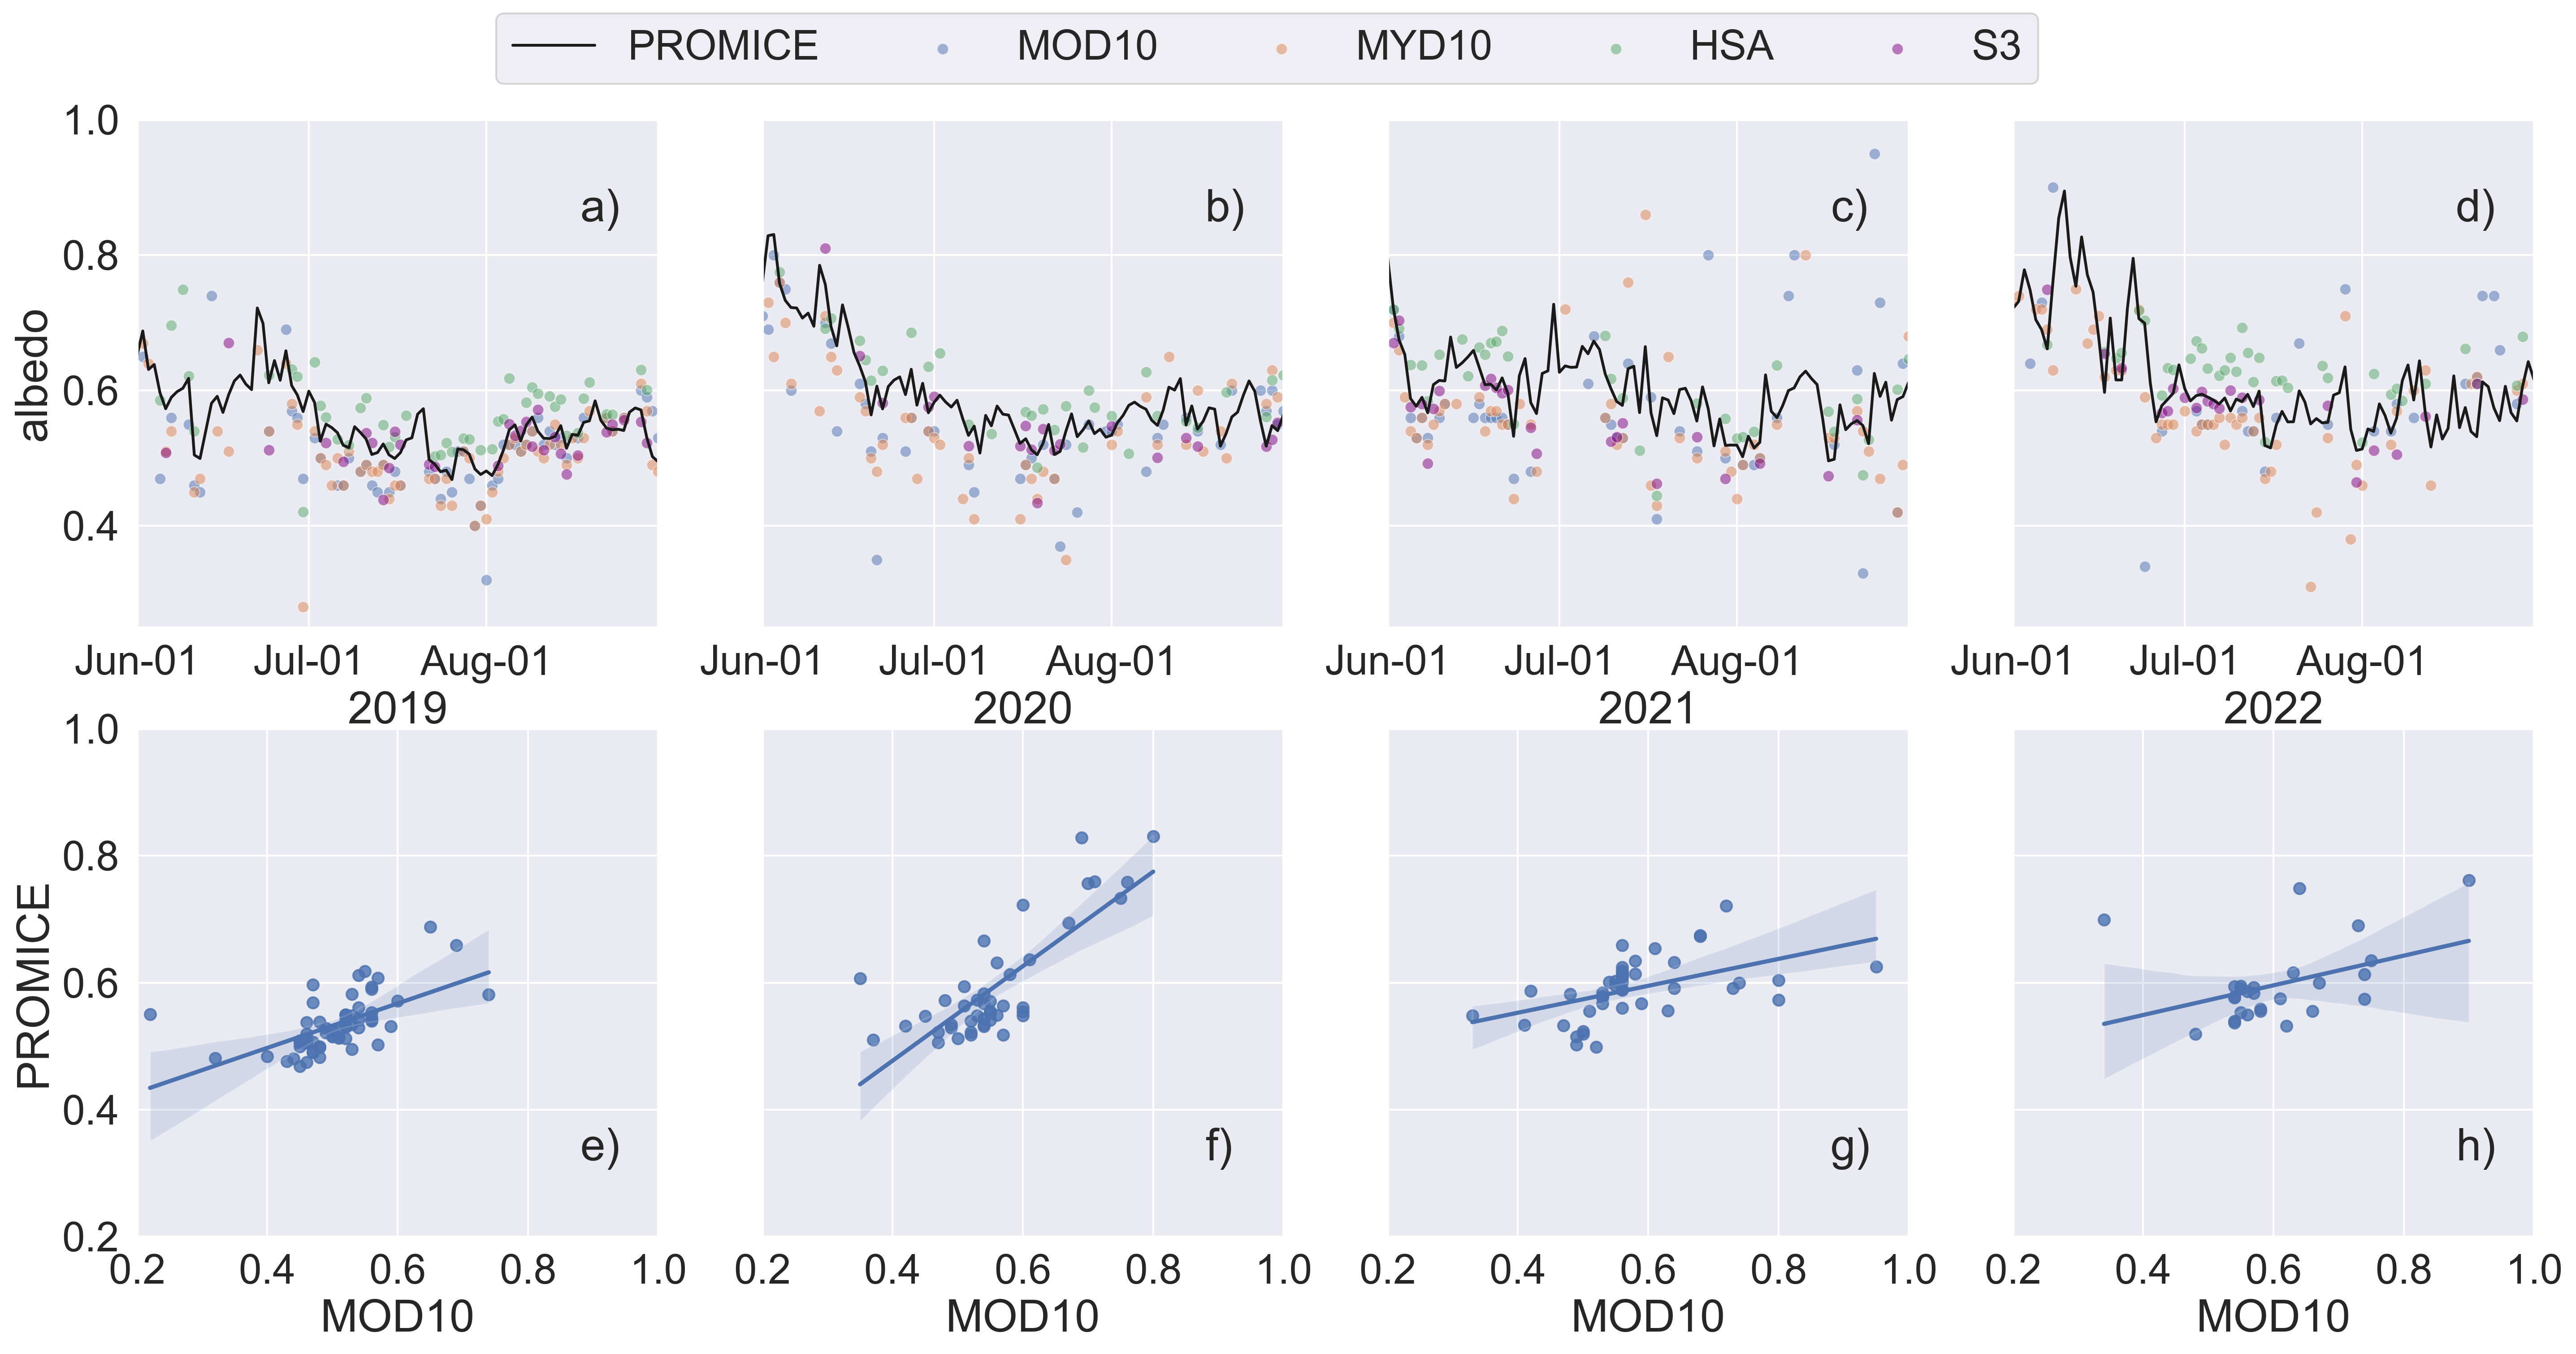 PROMICE MOD10 MYD10 HSA S3
1.0
0.8
0.6
0.4
albedo
a) b) c) d)
Jun-01 Jul-01 Aug-01 Jun-01 Jul-01 Aug-01 Jun-01 Jul-01 Aug-01 Jun-01 Jul-01 Aug-01
2019 2020 2021 2022
1.0
0.8
0.6
0.4
0.2
PROMICE
e) f) g) h)
0.2 0.4 0.6 0.8 1.0 0.2 0.4 0.6 0.8 1.0 0.2 0.4 0.6 0.8 1.0 0.2 0.4 0.6 0.8 1.0
MOD10 MOD10 MOD10 MOD10